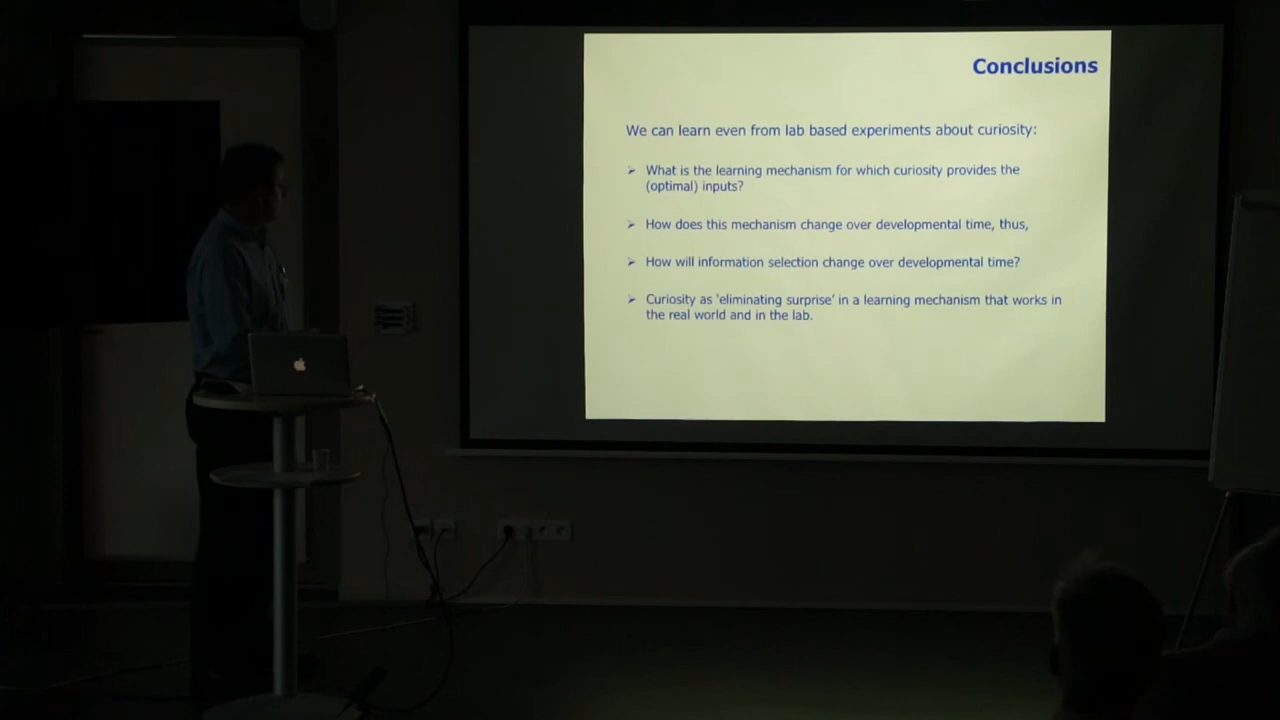 Conclusions
We can learn even from lab based experiments about curiosity:
➢ What is the learning mechanism for which curiosity provides the
(optimal) inputs?
➢ How does this mechanism change over developmental time, thus,
➢ How will information selection change over developmental time?
➢ Curiosity as 'eliminating surprise' in a learning mechanism that works in
the real world and in the lab.